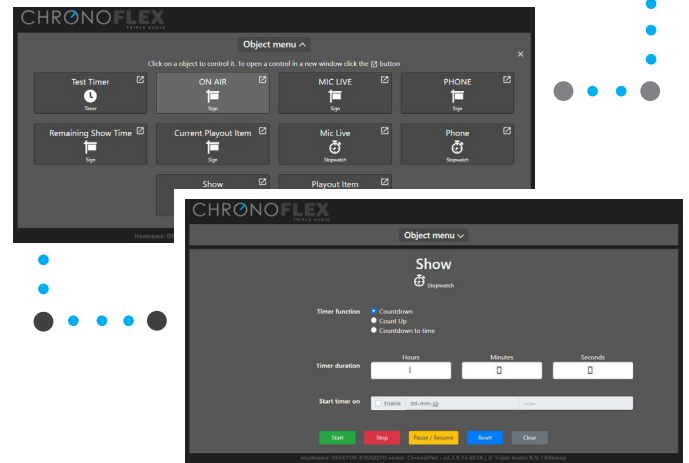 CHRONOFLEX
TRIPLE AUDIO
Object menu
Click on a object to control it. To open a control in a new window click the button
Test Timer
Timer
ON AIR
Sign
MIC LIVE
Sign
PHONE
Sign
Remaining Show Time
Sign
Current Playout Item
Sign
Mic Live
Stopwatch
Phone
Stopwatch
Show
Playout Item
Hostname:
CHRONOFLEX
TRIPLE AUDIO
Object menu
Show
Stopwatch
Timer function
Countdown
Count Up
Countdown to time
Hours Minutes Seconds
Timer duration
Start timer on
Enable dd-mm-jjjj --:--
Start Stop Pause / Resume Reset Clear